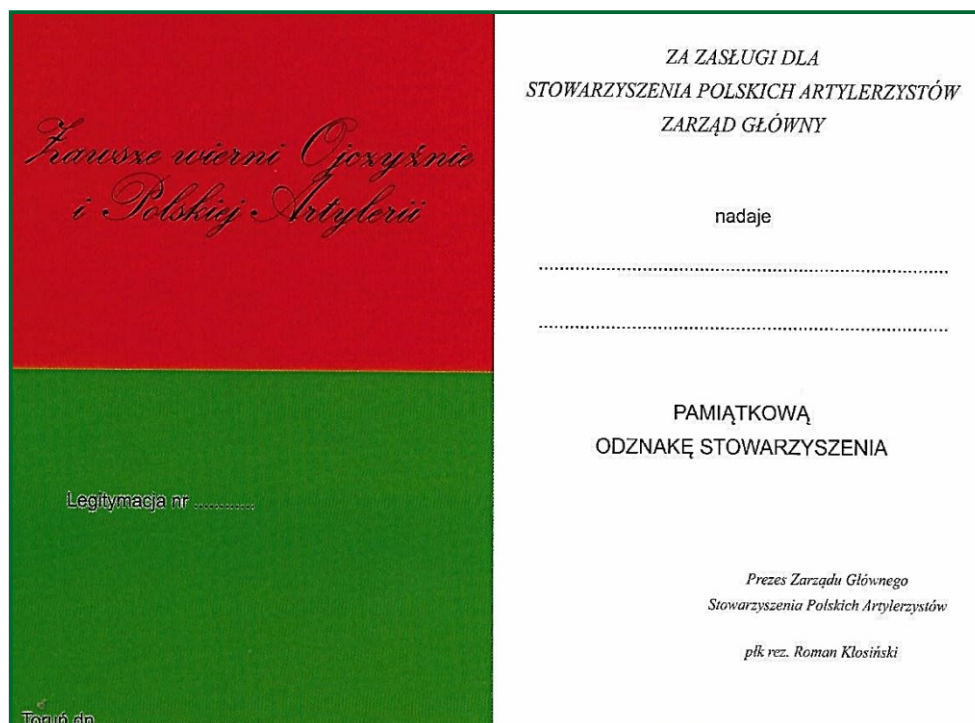 Zawsze wierni Ojczyźnie
i Polskiej Artylerii
Legitymacja nr ...........
Toruń dn
ZA ZASŁUGI DLA
STOWARZYSZENIA POLSKICH ARTYLERZYSTÓW
ZARZĄD GŁÓWNY
nadaje
................................................................................
................................................................................
PAMIĄTKOWĄ
ODZNAKĘ STOWARZYSZENIA
Prezes Zarządu Głównego
Stowarzyszenia Polskich Artylerzystów
płk rez. Roman Kłosiński